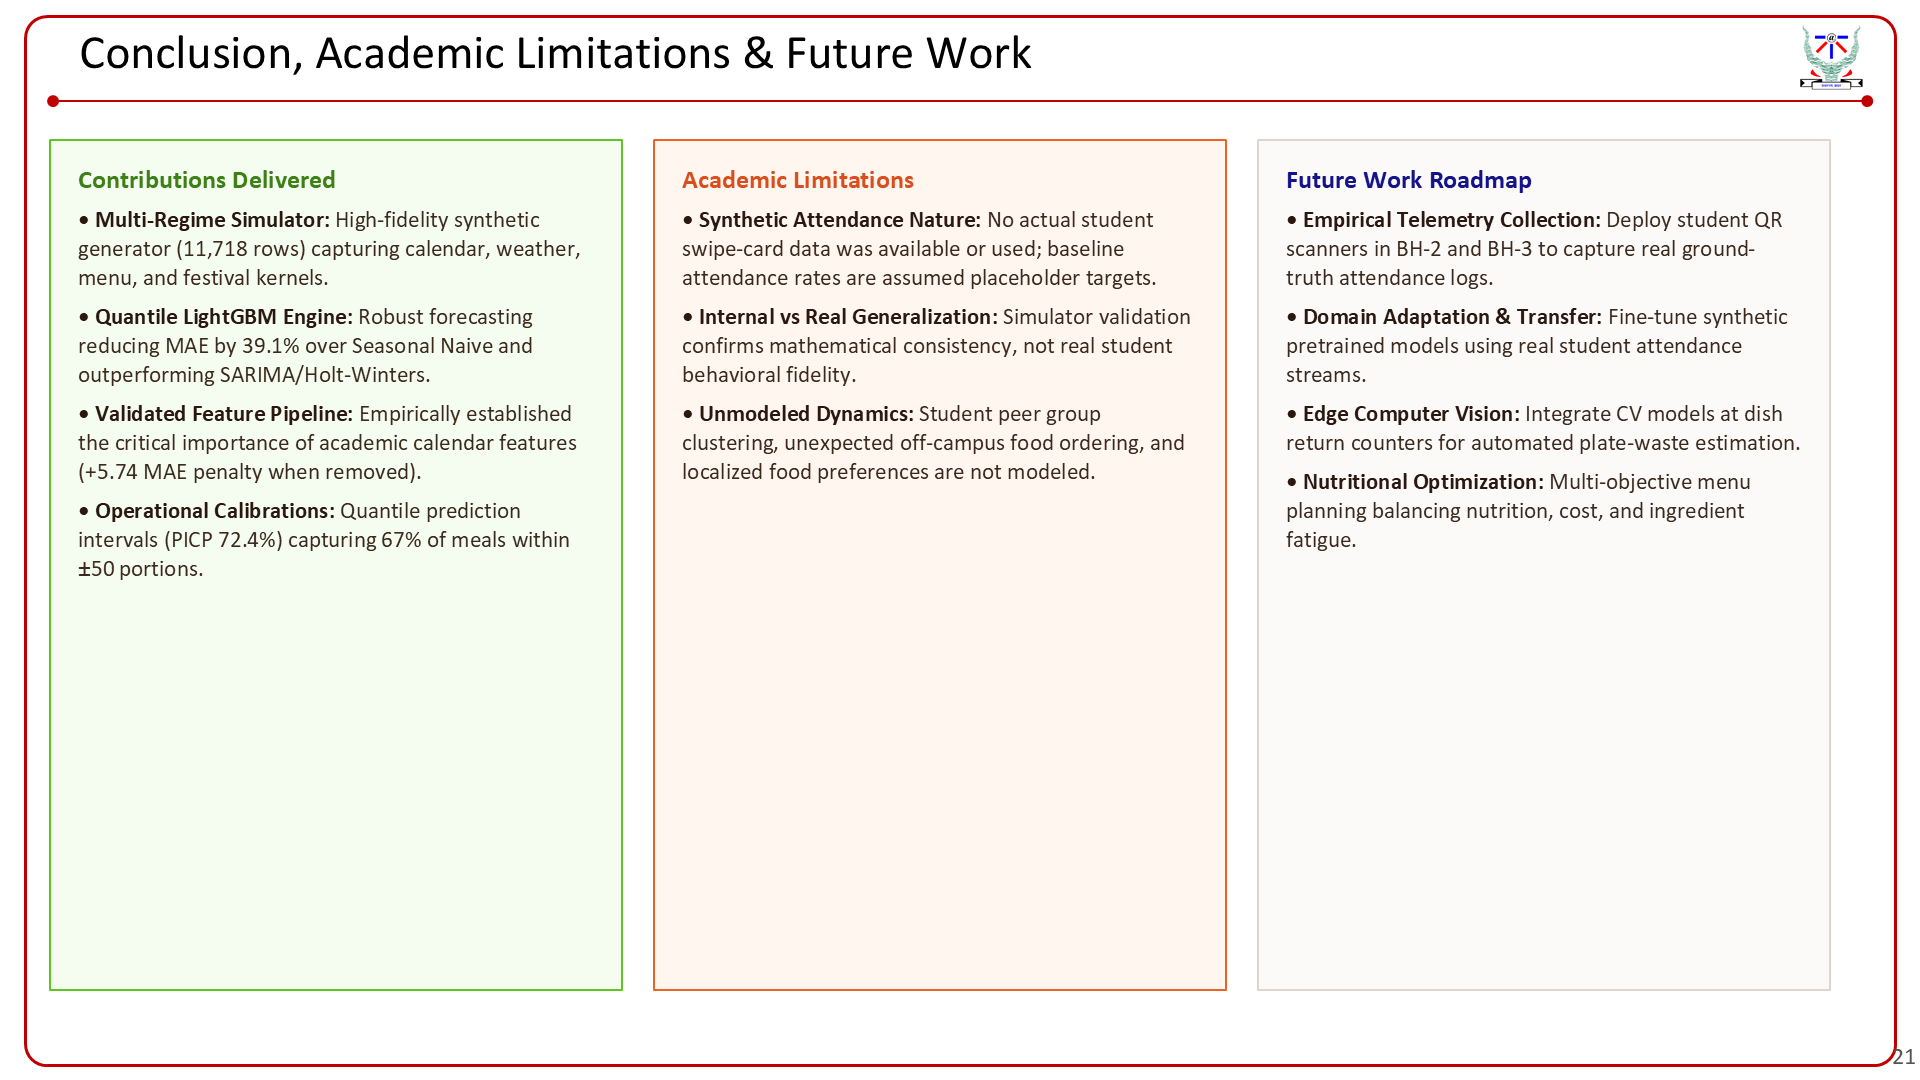 Conclusion, Academic Limitations & Future Work
Contributions Delivered
• Multi-Regime Simulator: High-fidelity synthetic
generator (11,718 rows) capturing calendar, weather,
menu, and festival kernels.
• Quantile LightGBM Engine: Robust forecasting
reducing MAE by 39.1% over Seasonal Naive and
outperforming SARIMA/Holt-Winters.
• Validated Feature Pipeline: Empirically established
the critical importance of academic calendar features
(+5.74 MAE penalty when removed).
• Operational Calibrations: Quantile prediction
intervals (PICP 72.4%) capturing 67% of meals within
±50 portions.
Academic Limitations
• Synthetic Attendance Nature: No actual student
swipe-card data was available or used; baseline
attendance rates are assumed placeholder targets.
• Internal vs Real Generalization: Simulator validation
confirms mathematical consistency, not real student
behavioral fidelity.
• Unmodeled Dynamics: Student peer group
clustering, unexpected off-campus food ordering, and
localized food preferences are not modeled.
Future Work Roadmap
• Empirical Telemetry Collection: Deploy student QR
scanners in BH-2 and BH-3 to capture real ground-
truth attendance logs.
• Domain Adaptation & Transfer: Fine-tune synthetic
pretrained models using real student attendance
streams.
• Edge Computer Vision: Integrate CV models at dish
return counters for automated plate-waste estimation.
• Nutritional Optimization: Multi-objective menu
planning balancing nutrition, cost, and ingredient
fatigue.
21